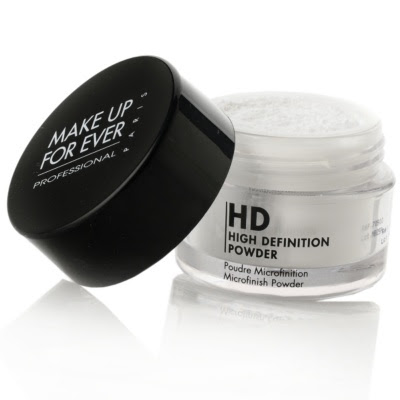 MAKE UP
FOR EVER
PROFESSIONAL
PARIS
HD
HIGH DEFINITION
POWDER
Poudre Microfinition
Microfinish Powder